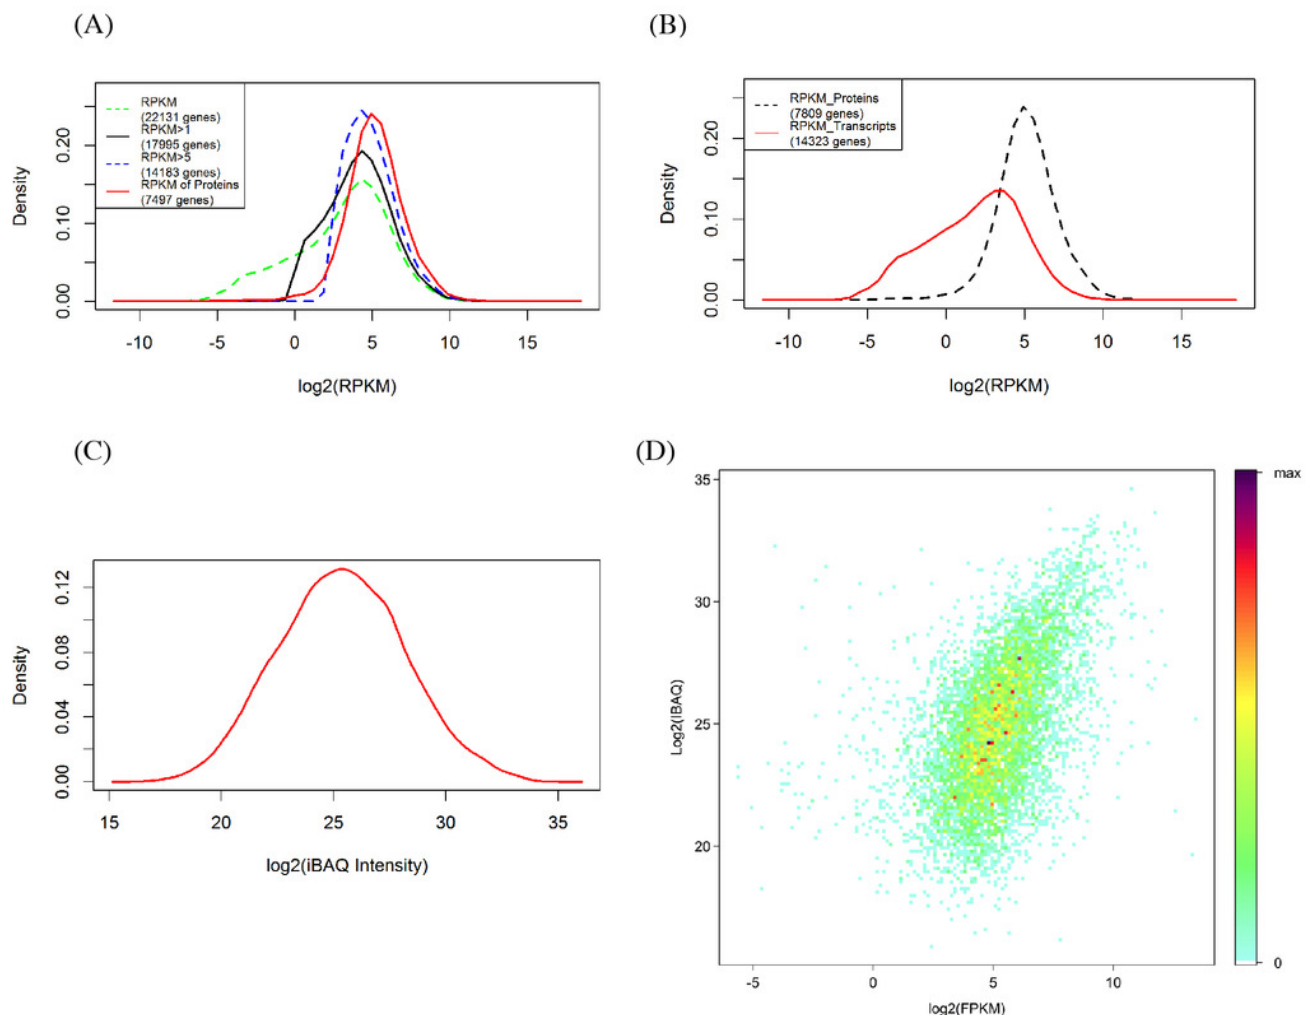 (A)
RPKM
(22131 genes)
RPKM>1
(17995 genes)
RPKM>5
(14183 genes)
RPKM of Proteins
(7497 genes)
Density
0.00
0.10
0.20
-10
-5
0
5
10
15
log2(RPKM)
(B)
RPKM_Proteins
(7809 genes)
RPKM_Transcripts
(14323 genes)
Density
0.00
0.10
0.20
-10
-5
0
5
10
15
log2(RPKM)
(C)
Density
0.00
0.04
0.08
0.12
15
20
25
30
35
log2(iBAQ Intensity)
(D)
Log2(IBAQ)
35
30
25
20
-5
0
5
10
log2(FPKM)
max
0